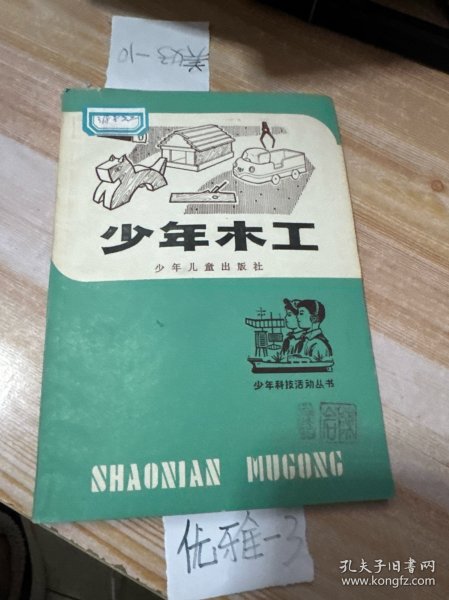 少年木工
少年儿童出版社
少年科技活动丛书
SHAONIAN MUGONG
优雅一3
孔夫子旧书网
www.kongfz.com